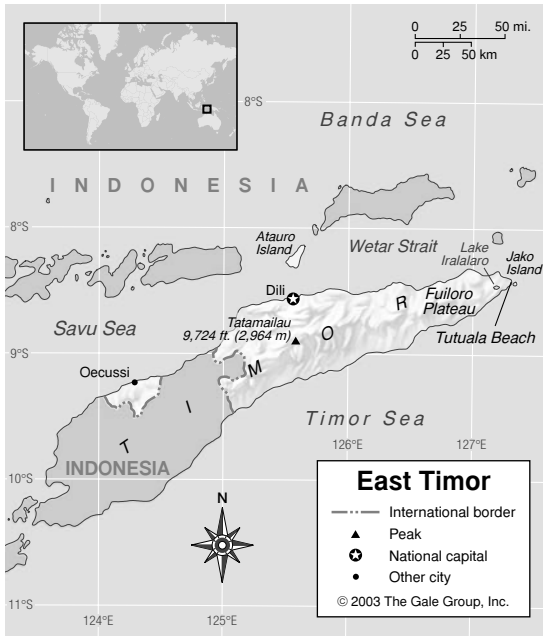 0 25 50 mi.
0 25 50 km
8°S
Banda Sea
INDONESIA
8°S
Atauro
Island
Wetar Strait
Lake
Iralalaro
Jako
Island
Dili
Fuiloro
Plateau
Savu Sea
Tatamailau
9,724 ft. (2,964 m)
Tutuala Beach
9°S
Oecussi
TIMOR
Timor Sea
126°E
127°E
INDONESIA
10°S
East Timor
International border
Peak
National capital
Other city
© 2003 The Gale Group, Inc.
N
11°S
124°E
125°E